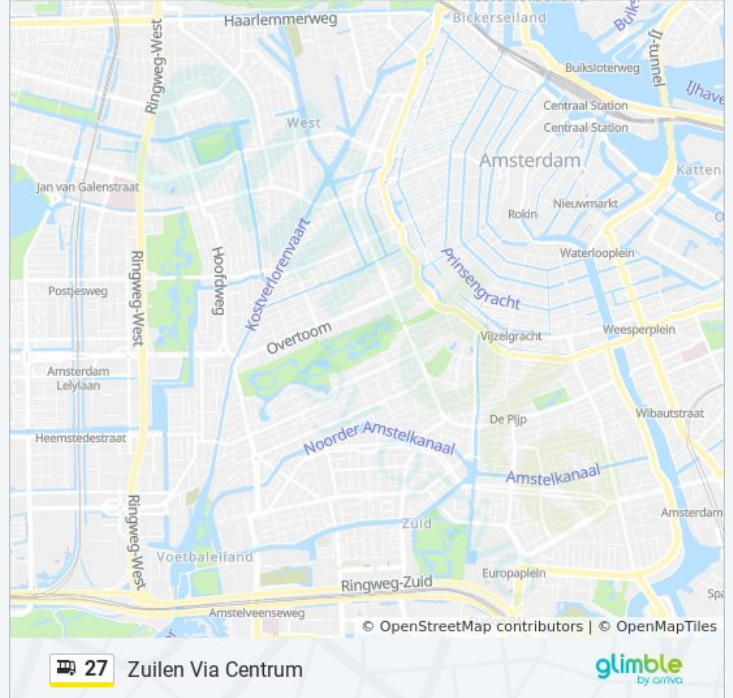 Haarlemmerweg
Bickerseiland
Ringweg-West
IJ-tunnel
Buiksloterweg
IJhave
Centraal Station
Centraal Station
West
Amsterdam
Katten
Jan van Galenstraat
Nieuwmarkt
Rokin
Kostverlorenvaart
Hoofdweg
Waterlooplein
Prinsengracht
Ringweg-West
Postjesweg
Overtoom
Vijzelgracht
Weesperplein
Amsterdam
Lelylaan
De Pijp
Wibautstraat
Heemstedestraat
Noorder Amstelkanaal
Amstelkanaal
Ringweg-West
Amsterdam
Zuid
Voetbaleiland
Europaplein
Ringweg-Zuid
Spa
Amstelveenseweg
© OpenStreetMap contributors | © OpenMapTiles
27 Zuilen Via Centrum
glimble
by arriva